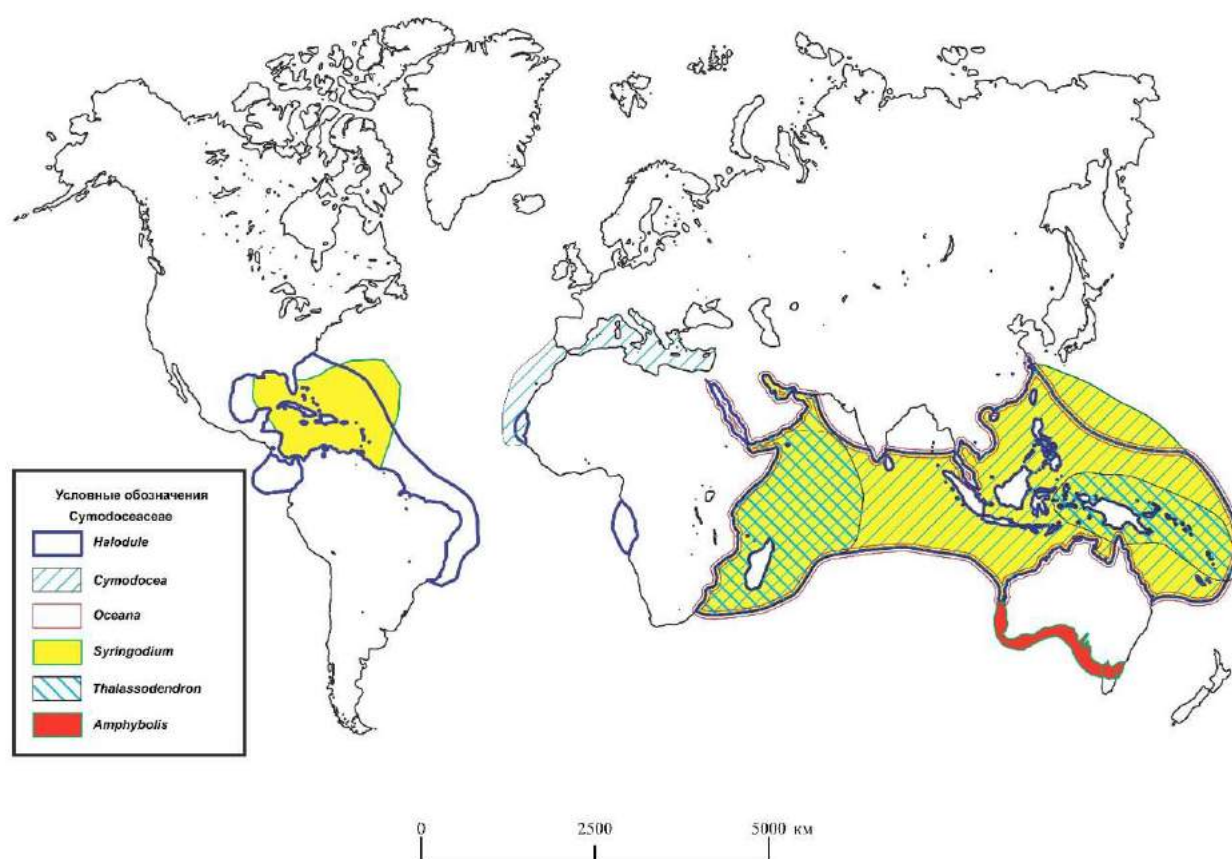 Условные обозначения
Cymodoceaceae
Halodule
Cymodocea
Oceana
Syringodium
Thalassodendron
Amphybolis
0 2500 5000 км